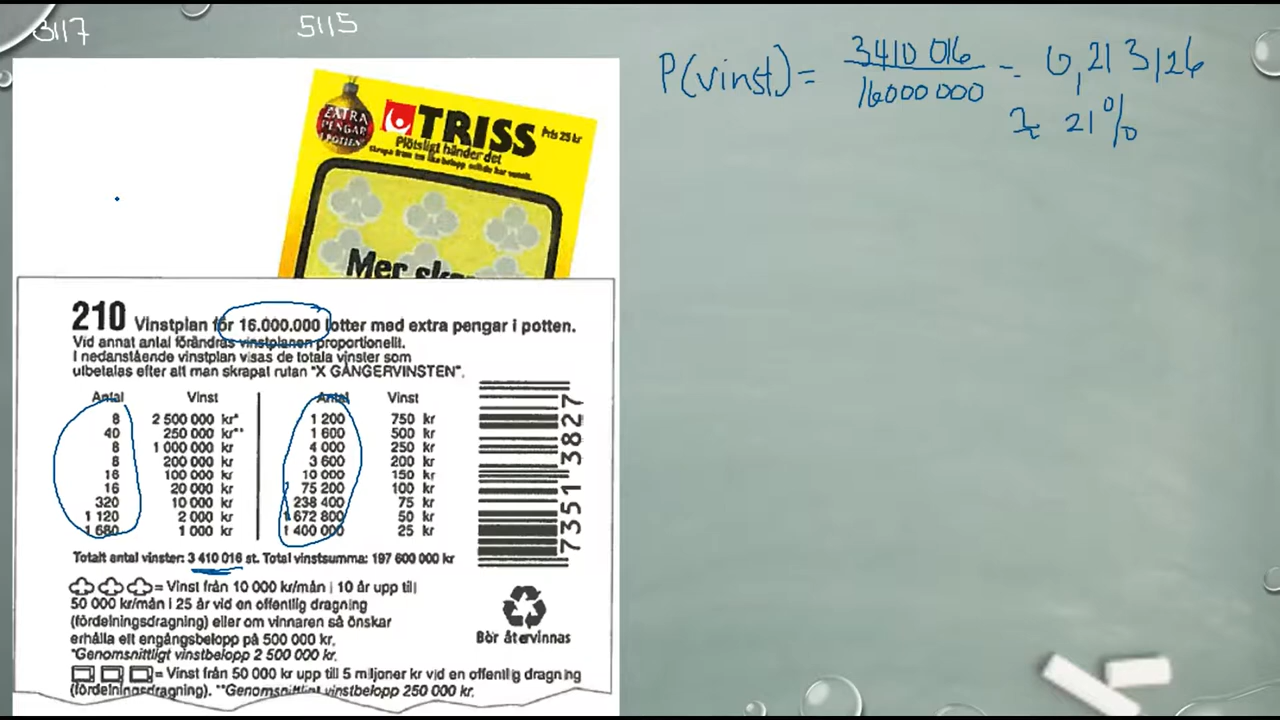 3117
5115
P(vinst) = 3410 016 / 16000 000 = 0,213126
≈ 21%
EXTRA
PENGAR
I POTTEN
TRISS
Pris 25 kr
Plötsligt händer det
Mer
210 Vinstplan för 16.000.000 lotter med extra pengar i potten.
Vid annat antal förändras vinstplanen proportionellt.
I nedanstående vinstplan visas de totala vinster som
utbetalas efter att man skrapat rutan "X GÅNGERVINSTEN".
Antal Vinst Antal Vinst
8 2 500 000 kr* 1 200 750 kr
40 250 000 kr** 1 600 500 kr
8 1 000 000 kr 4 000 250 kr
8 200 000 kr 3 600 200 kr
16 100 000 kr 10 000 150 kr
16 20 000 kr 75 200 100 kr
320 10 000 kr 238 400 75 kr
1 120 2 000 kr 1 672 800 50 kr
1 680 1 000 kr 1 400 000 25 kr
7351 3827
Totalt antal vinster: 3 410 016 st. Total vinstsumma: 197 600 000 kr
= Vinst från 10 000 kr/mån i 10 år upp till
50 000 kr/mån i 25 år vid en offentlig dragning
(fördelningsdragning) eller om vinnaren så önskar
erhålla ett engångsbelopp på 500 000 kr.
*Genomsnittligt vinstbelopp 2 500 000 kr.
Bör återvinnas
= Vinst från 50 000 kr upp till 5 miljoner kr vid en offentlig dragning
(fördelningsdragning). **Genomsnittligt vinstbelopp 250 000 kr.